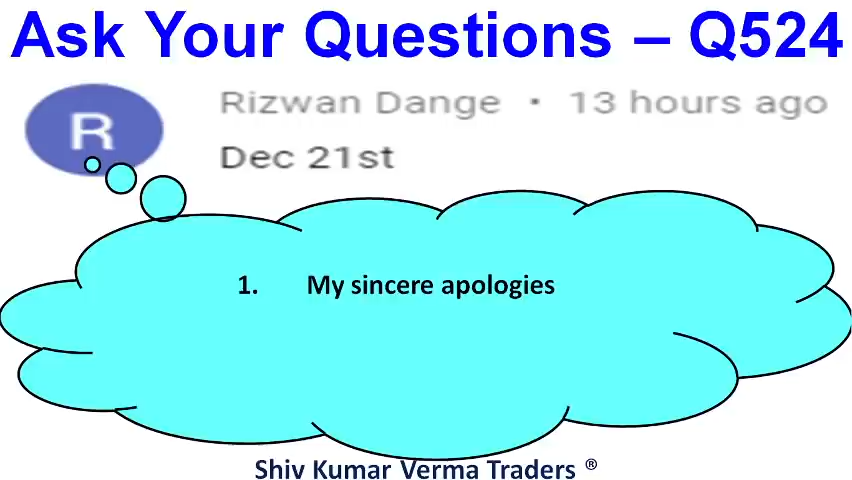 Ask Your Questions – Q524
R
Rizwan Dange • 13 hours ago
Dec 21st
1. My sincere apologies
Shiv Kumar Verma Traders ®